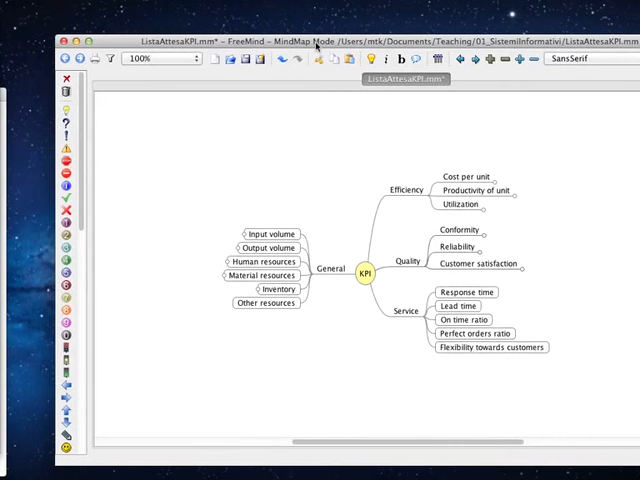 ListaAttesaKPI.mm* – FreeMind – MindMap Mode /Users/mtk/Documents/Teaching/01_SistemiInformativi/ListaAttesaKPI.mm
100%
SansSerif
ListaAttesaKPI.mm*
Cost per unit
Efficiency
Productivity of unit
Utilization
Input volume
Conformity
Output volume
Reliability
Human resources
Quality
Customer satisfaction
General
KPI
Material resources
Inventory
Response time
Other resources
Lead time
Service
On time ratio
Perfect orders ratio
Flexibility towards customers